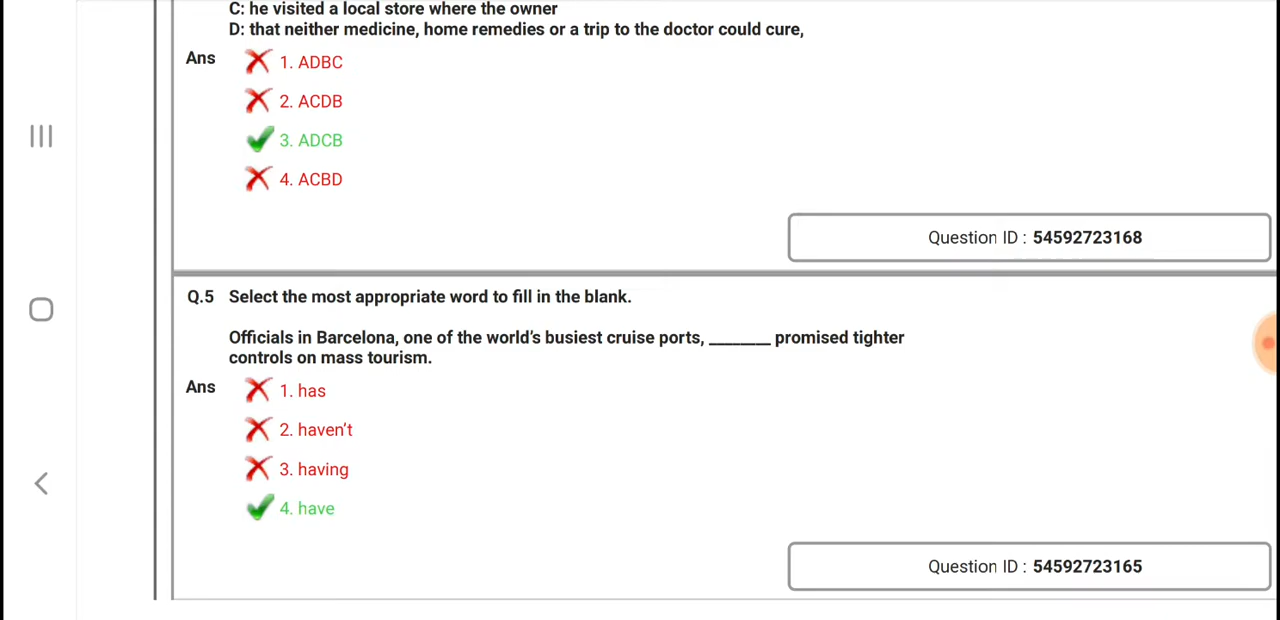 C: he visited a local store where the owner
D: that neither medicine, home remedies or a trip to the doctor could cure,
Ans 1. ADBC
2. ACDB
3. ADCB
4. ACBD
Question ID : 54592723168
Q.5 Select the most appropriate word to fill in the blank.
Officials in Barcelona, one of the world's busiest cruise ports, _______ promised tighter
controls on mass tourism.
Ans 1. has
2. haven't
3. having
4. have
Question ID : 54592723165